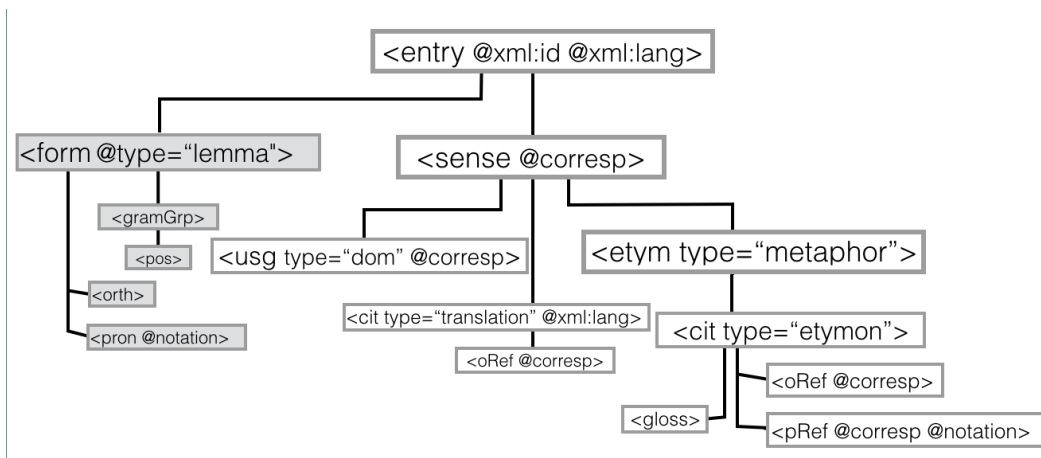 <entry @xml:id @xml:lang>
<form @type=“lemma">
<sense @corresp>
<gramGrp>
<pos>
<orth>
<pron @notation>
<usg type=“dom” @corresp>
<etym type=“metaphor”>
<cit type=“translation” @xml:lang>
<oRef @corresp>
<cit type=“etymon”>
<oRef @corresp>
<gloss>
<pRef @corresp @notation>